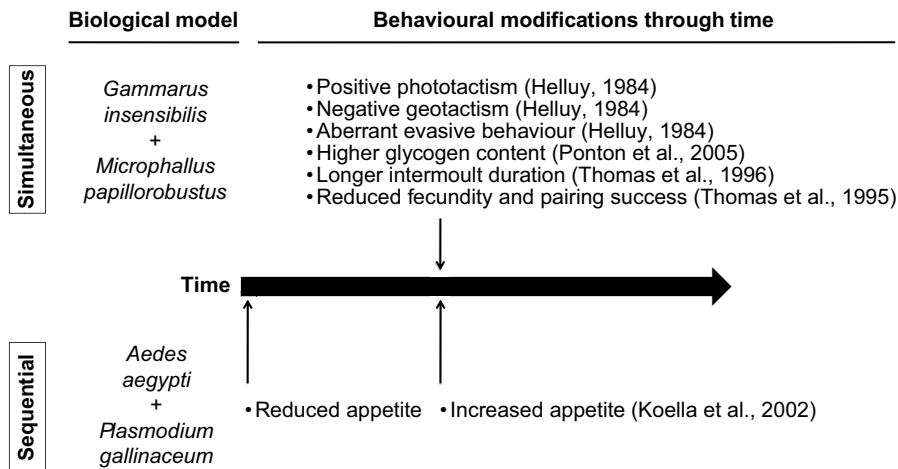 Biological model
Behavioural modifications through time
Simultaneous
Gammarus
insensibilis
+
Microphallus
papillorobustus
•Positive phototactism (Helluy, 1984)
•Negative geotactism (Helluy, 1984)
•Aberrant evasive behaviour (Helluy, 1984)
•Higher glycogen content (Ponton et al., 2005)
•Longer intermoult duration (Thomas et al., 1996)
•Reduced fecundity and pairing success (Thomas et al., 1995)
Time
Sequential
Aedes
aegypti
+
Plasmodium
gallinaceum
•Reduced appetite
•Increased appetite (Koella et al., 2002)